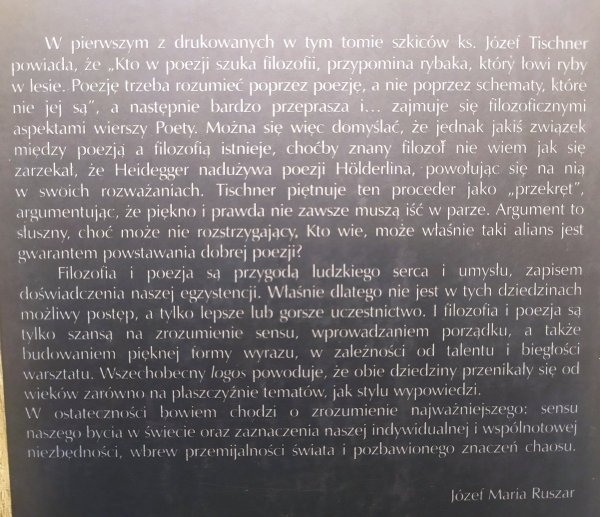 W pierwszym z drukowanych w tym tomie szkiców ks. Józef Tischner
powiada, że „Kto w poezji szuka filozofii, przypomina rybaka, który łowi ryby
w lesie. Poezję trzeba rozumieć poprzez poezję, a nie poprzez schematy, które
nie jej są”, a następnie bardzo przeprasza i... zajmuje się filozoficznymi
aspektami wierszy Poety. Można się więc domyślać, że jednak jakiś związek
między poezją a filozofią istnieje, choćby znany filozof nie wiem jak się
zarzekał, że Heidegger nadużywa poezji Hölderlina, powołując się na nią
w swoich rozważaniach. Tischner piętnuje ten proceder jako „przekręt”,
argumentując, że piękno i prawda nie zawsze muszą iść w parze. Argument to
słuszny, choć może nie rozstrzygający, Kto wie, może właśnie taki alians jest
gwarantem powstawania dobrej poezji?
Filozofia i poezja są przygodą ludzkiego serca i umysłu, zapisem
doświadczenia naszej egzystencji. Właśnie dlatego nie jest w tych dziedzinach
możliwy postęp, a tylko lepsze lub gorsze uczestnictwo. I filozofia i poezja są
tylko szansą na zrozumienie sensu, wprowadzaniem porządku, a także
budowaniem pięknej formy wyrazu, w zależności od talentu i biegłości
warsztatu. Wszechobecny logos powoduje, że obie dziedziny przenikały się od
wieków zarówno na płaszczyźnie tematów, jak stylu wypowiedzi.
W ostateczności bowiem chodzi o zrozumienie najważniejszego: sensu
naszego bycia w świecie oraz zaznaczenia naszej indywidualnej i wspólnotowej
niezbędności, wbrew przemijalności świata i pozbawionego znaczeń chaosu.
Józef Maria Ruszar